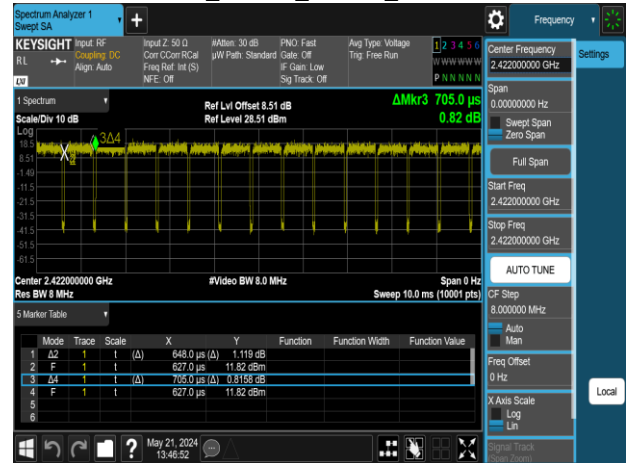 Spectrum Analyzer 1
Swept SA
Frequency
KEYSIGHT
RL
LXI
Input: RF
Coupling: DC
Align: Auto
Input Z: 50 Ω
Corr CCorr RCal
Freq Ref: Int (S)
NFE: Off
#Atten: 30 dB
µW Path: Standard
PNO: Fast
Gate: Off
IF Gain: Low
Sig Track: Off
Avg Type: Voltage
Trig: Free Run
1 2 3 4 5 6
W W W W W W
P N N N N N
1 Spectrum
Scale/Div 10 dB
Ref Lvl Offset 8.51 dB
Ref Level 28.51 dBm
ΔMkr3 705.0 µs
0.82 dB
Log
18.5
8.51
-1.49
-11.5
-21.5
-31.5
-41.5
-51.5
-61.5
3Δ4
Center 2.422000000 GHz
Res BW 8 MHz
#Video BW 8.0 MHz
Span 0 Hz
Sweep 10.0 ms (10001 pts)
5 Marker Table
Mode Trace Scale X Y Function Function Width Function Value
1 Δ2 1 t (Δ) 648.0 µs (Δ) 1.119 dB
2 F 1 t 627.0 µs 11.82 dBm
3 Δ4 1 t (Δ) 705.0 µs (Δ) 0.8158 dB
4 F 1 t 627.0 µs 11.82 dBm
5
6
May 21, 2024
13:46:52
Center Frequency
2.422000000 GHz
Span
0.00000000 Hz
Swept Span
Zero Span
Full Span
Start Freq
2.422000000 GHz
Stop Freq
2.422000000 GHz
AUTO TUNE
CF Step
8.000000 MHz
Auto
Man
Freq Offset
0 Hz
X Axis Scale
Log
Lin
Signal Track
(Span Zoom)
Settings
Local